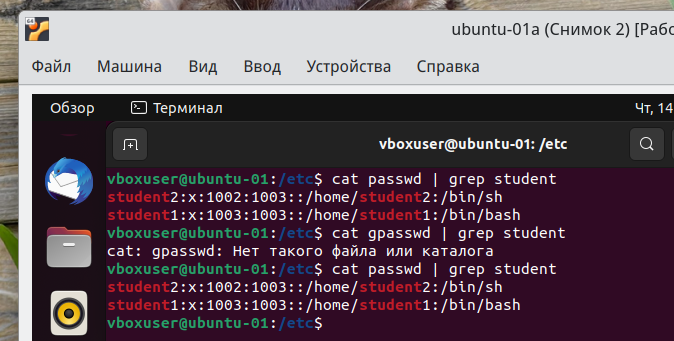 64
ubuntu-01a (Снимок 2) [Рабо
Файл Машина Вид Ввод Устройства Справка
Обзор Терминал Чт, 14
vboxuser@ubuntu-01: /etc
vboxuser@ubuntu-01:/etc$ cat passwd | grep student
student2:x:1002:1003::/home/student2:/bin/sh
student1:x:1003:1003::/home/student1:/bin/bash
vboxuser@ubuntu-01:/etc$ cat gpasswd | grep student
cat: gpasswd: Нет такого файла или каталога
vboxuser@ubuntu-01:/etc$ cat passwd | grep student
student2:x:1002:1003::/home/student2:/bin/sh
student1:x:1003:1003::/home/student1:/bin/bash
vboxuser@ubuntu-01:/etc$